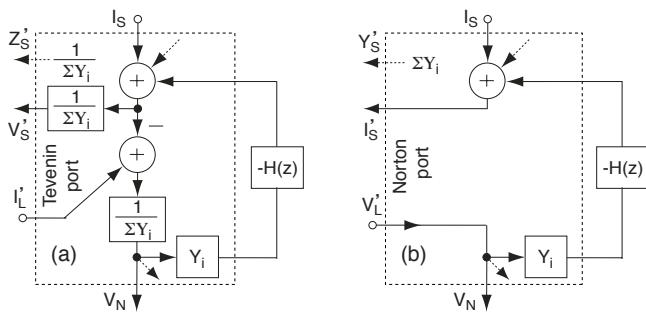 I_S
Z'_S
1
ΣY_i
+
1
ΣY_i
V'_S
−
+
Tevenin
port
-H(z)
I'_L
1
ΣY_i
(a)
Y_i
V_N
I_S
Y'_S
ΣY_i
+
I'_S
Norton
port
-H(z)
V'_L
(b)
Y_i
V_N